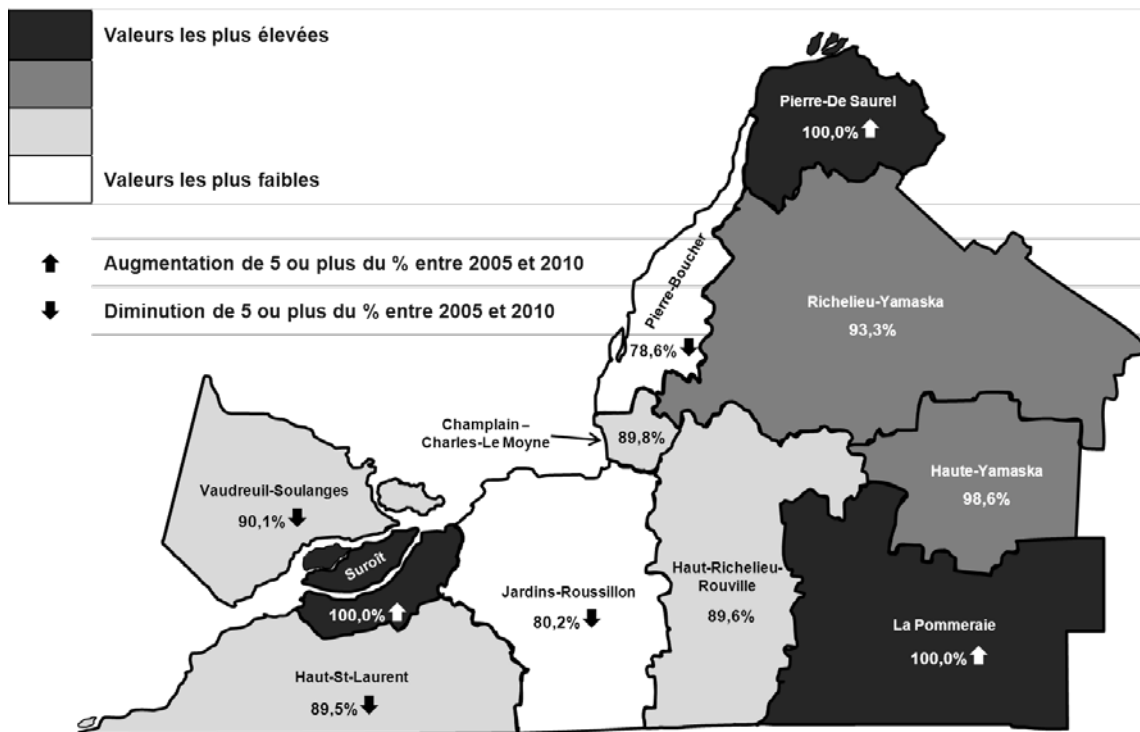 Valeurs les plus élevées
Valeurs les plus faibles
Augmentation de 5 ou plus du % entre 2005 et 2010
Diminution de 5 ou plus du % entre 2005 et 2010
Pierre-De Saurel
100,0%
Pierre-Boucher
78,6%
Richelieu-Yamaska
93,3%
Champlain –
Charles-Le Moyne
89,8%
Haute-Yamaska
98,6%
Vaudreuil-Soulanges
90,1%
Suroît
100,0%
Jardins-Roussillon
80,2%
Haut-Richelieu-
Rouville
89,6%
La Pommeraie
100,0%
Haut-St-Laurent
89,5%